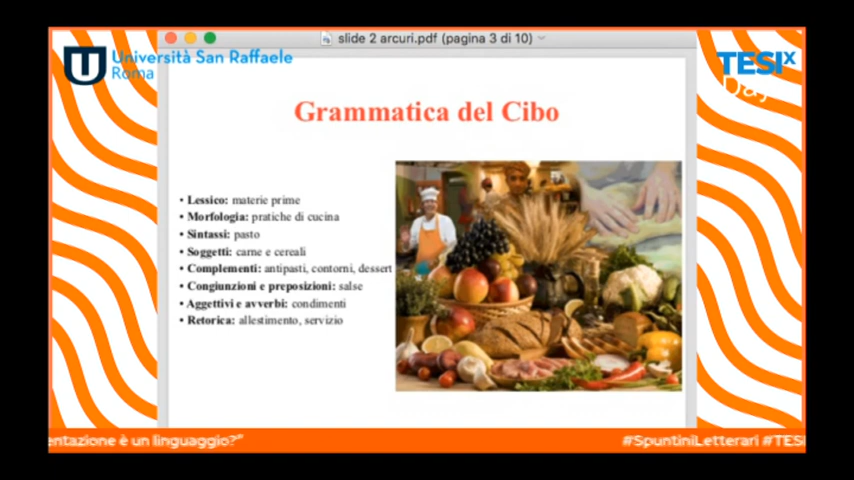 slide 2 arcuri.pdf (pagina 3 di 10)
Università San Raffaele
Roma
TESIx
Day
Grammatica del Cibo
• Lessico: materie prime
• Morfologia: pratiche di cucina
• Sintassi: pasto
• Soggetti: carne e cereali
• Complementi: antipasti, contorni, dessert
• Congiunzioni e preposizioni: salse
• Aggettivi e avverbi: condimenti
• Retorica: allestimento, servizio
entazione è un linguaggio?"
#SpuntiniLetterari #TESI